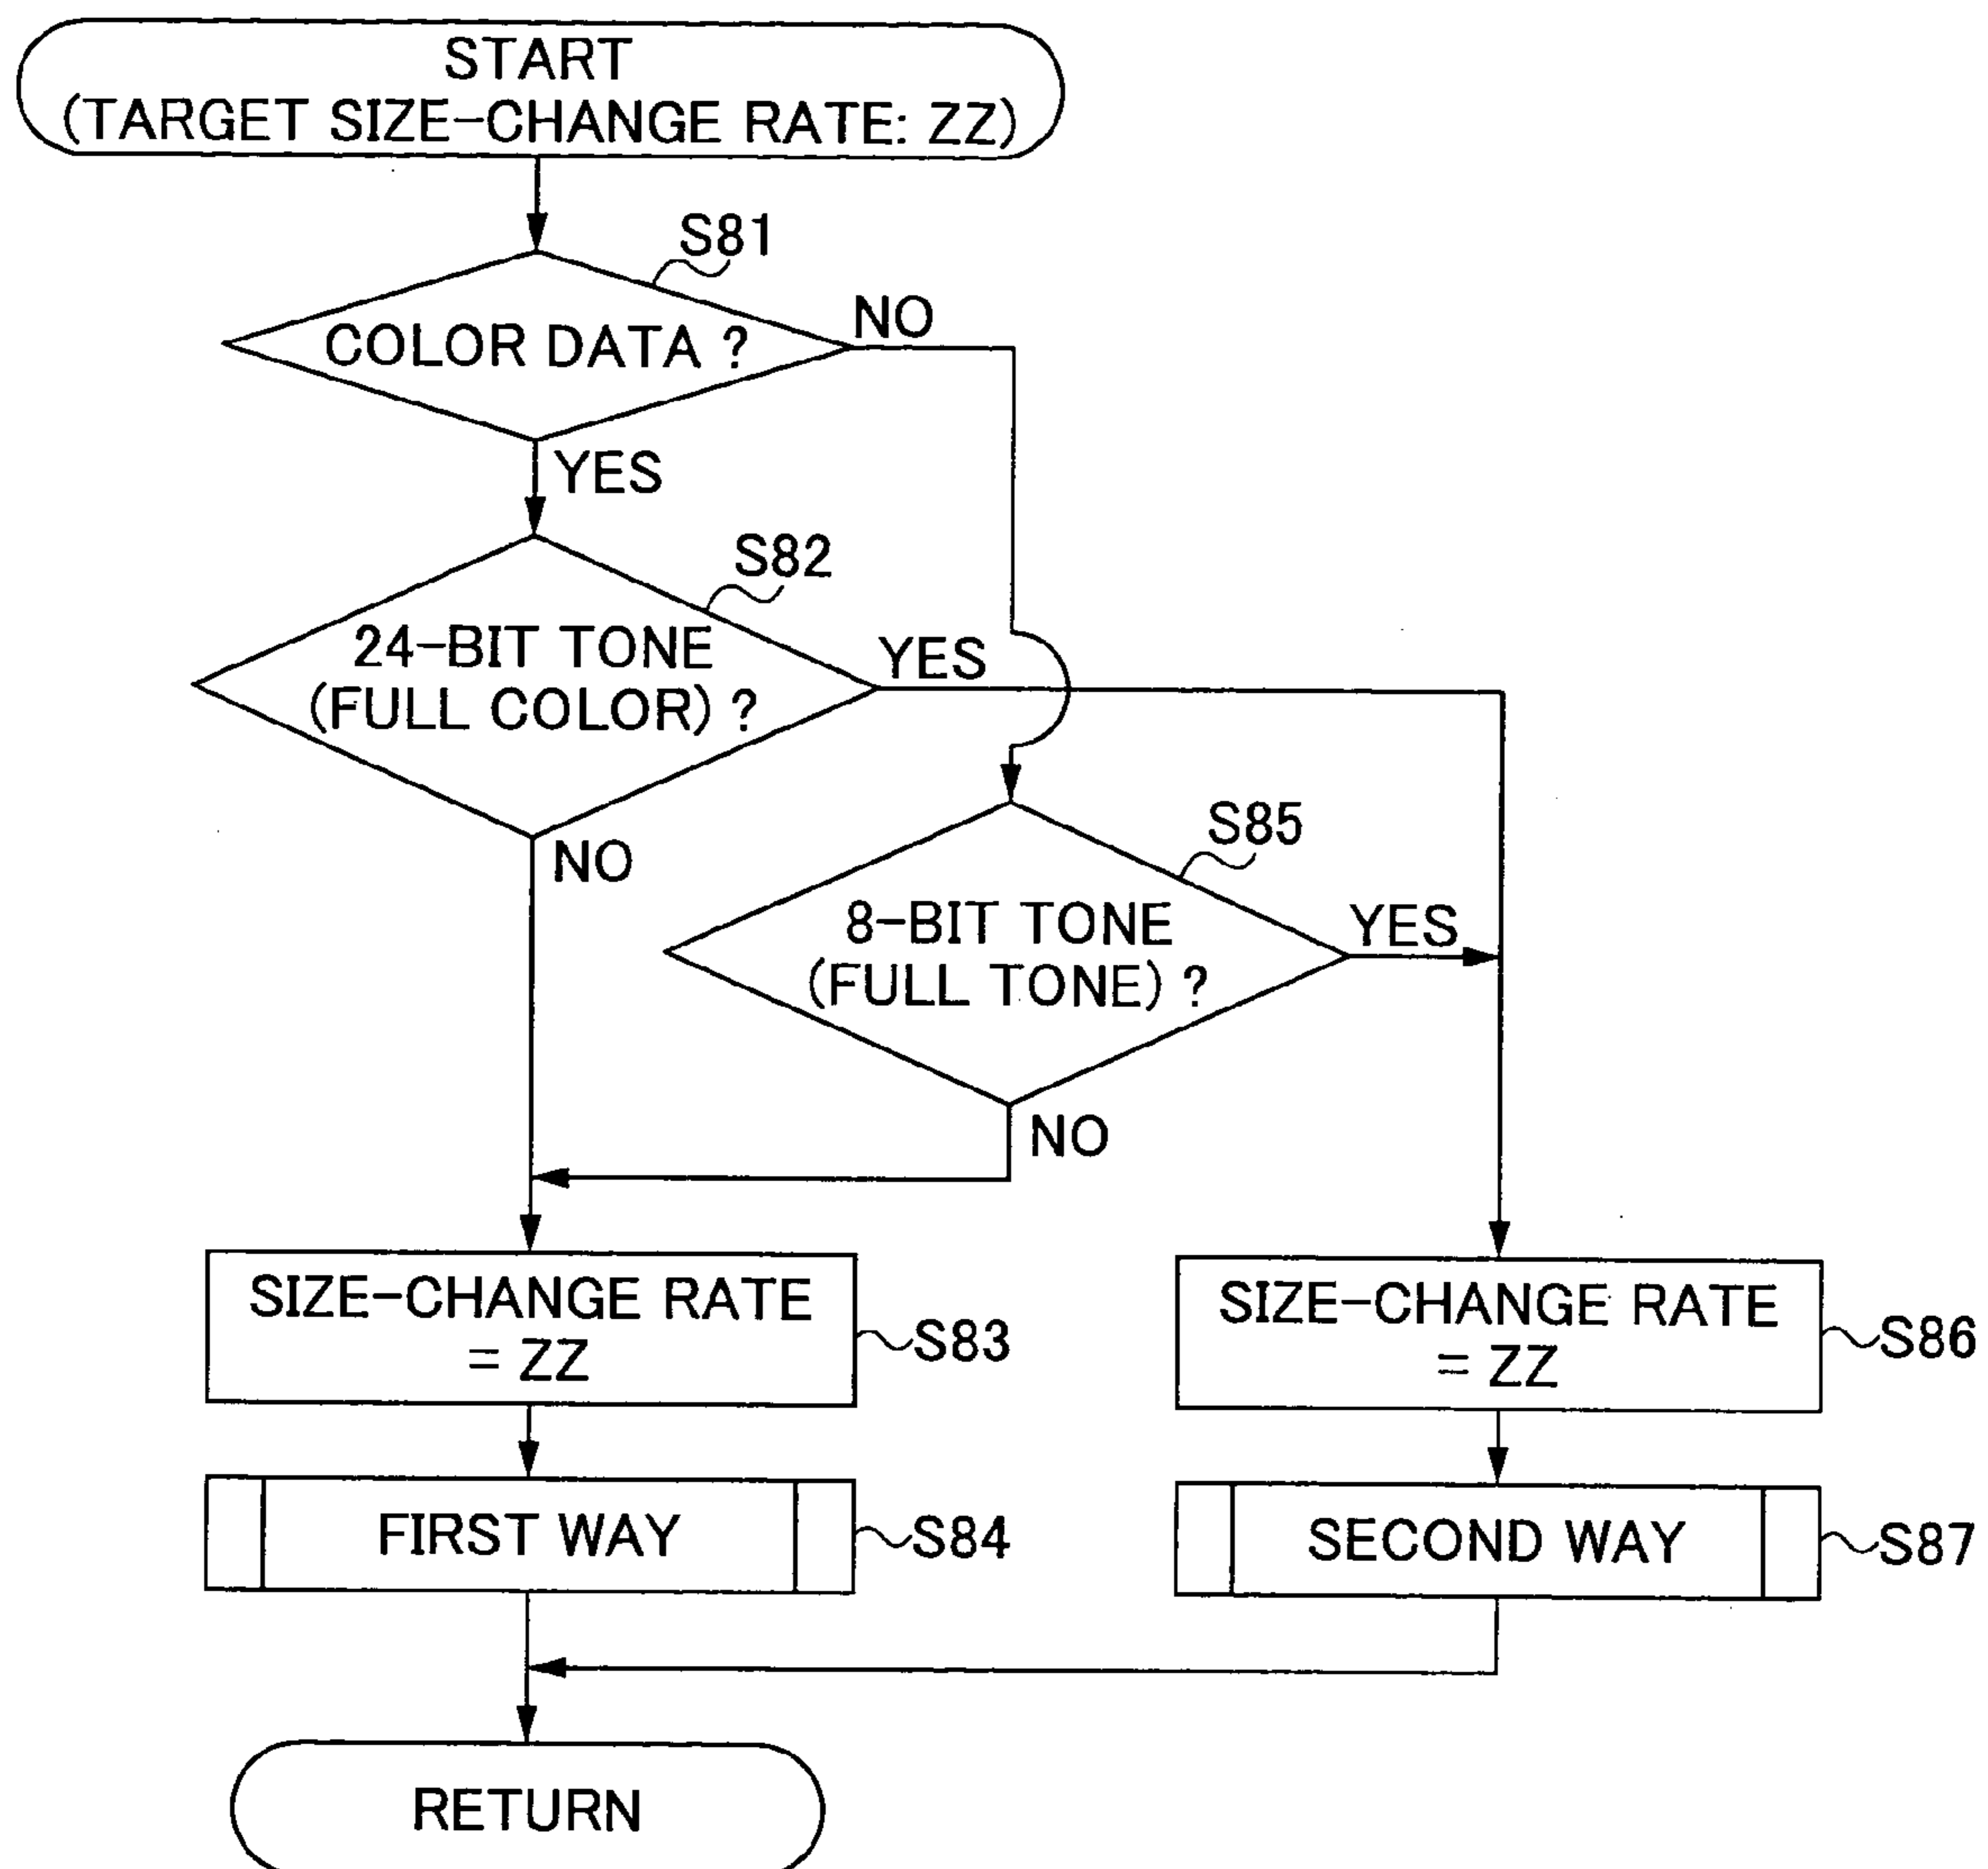 START
(TARGET SIZE-CHANGE RATE: ZZ)
S81
COLOR DATA ?
NO
YES
S82
24-BIT TONE
(FULL COLOR) ?
YES
NO
S85
8-BIT TONE
(FULL TONE) ?
YES
NO
SIZE-CHANGE RATE
= ZZ
S83
SIZE-CHANGE RATE
= ZZ
S86
FIRST WAY
S84
SECOND WAY
S87
RETURN